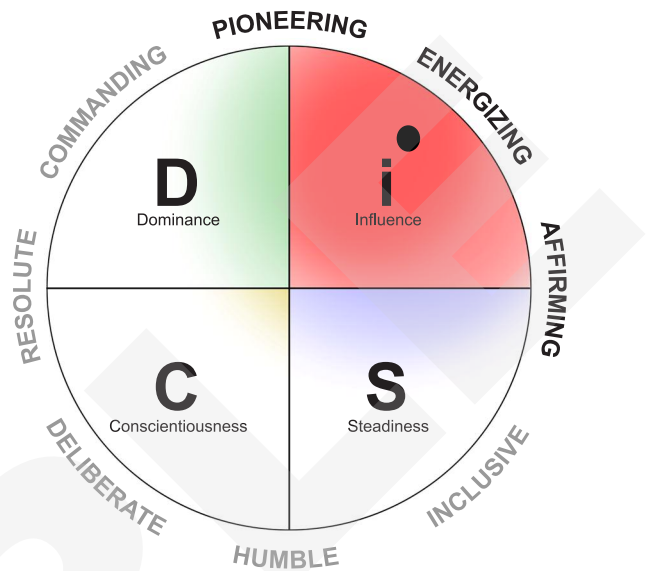 PIONEERING
COMMANDING
ENERGIZING
D
Dominance
i
Influence
RESOLUTE
AFFIRMING
C
Conscientiousness
S
Steadiness
DELIBERATE
INCLUSIVE
HUMBLE